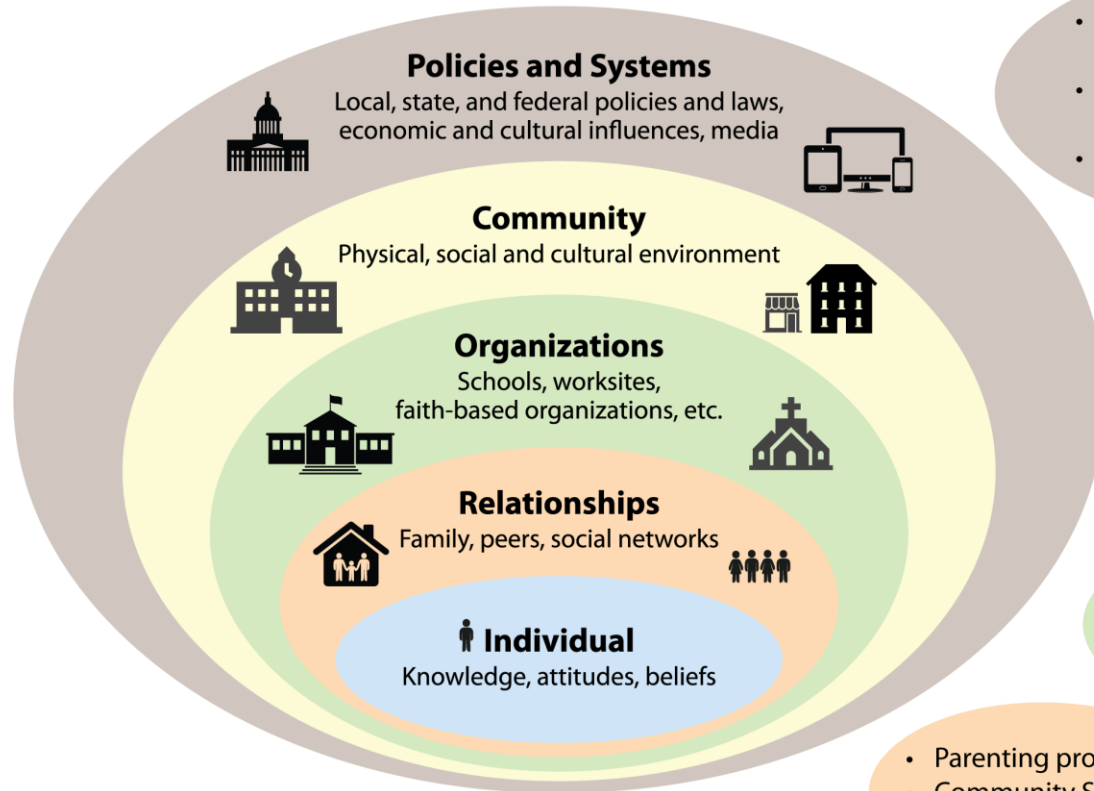 Policies and Systems
Local, state, and federal policies and laws,
economic and cultural influences, media
Community
Physical, social and cultural environment
Organizations
Schools, worksites,
faith-based organizations, etc.
Relationships
Family, peers, social networks
Individual
Knowledge, attitudes, beliefs
• Parenting
• Community